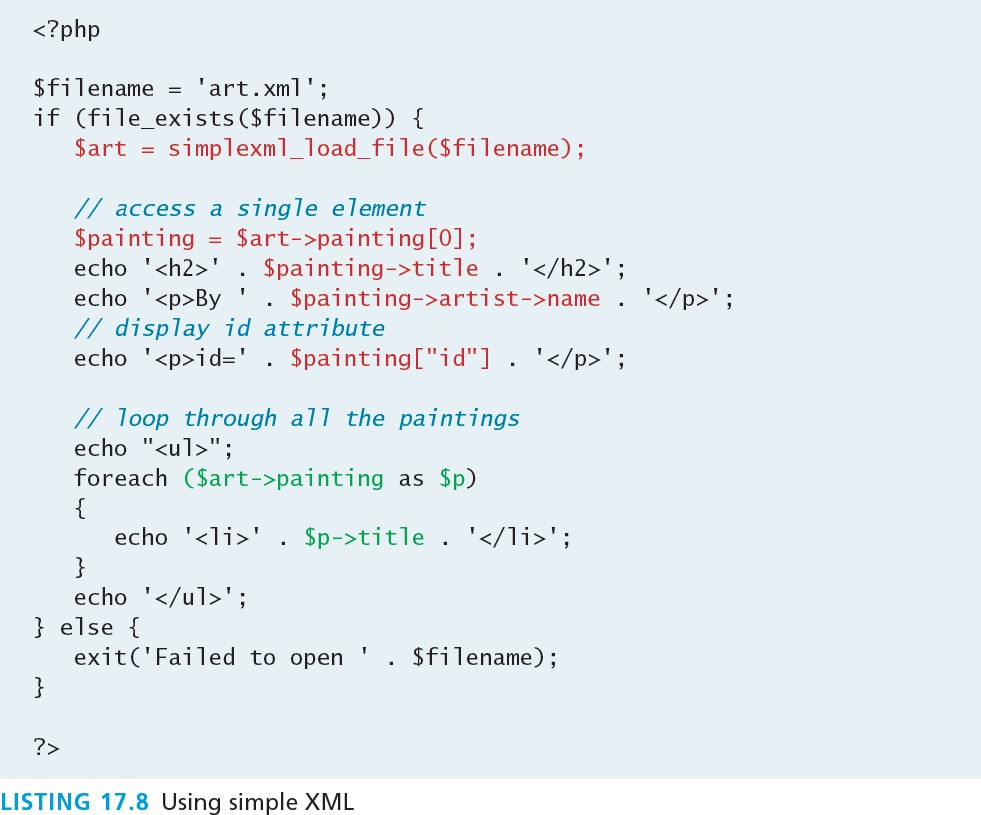 <?php
$filename = 'art.xml';
if (file_exists($filename)) {
   $art = simplexml_load_file($filename);
   // access a single element
   $painting = $art->painting[0];
   echo '<h2>' . $painting->title . '</h2>';
   echo '<p>By ' . $painting->artist->name . '</p>';
   // display id attribute
   echo '<p>id=' . $painting["id"] . '</p>';
   // loop through all the paintings
   echo "<ul>";
   foreach ($art->painting as $p)
   {
      echo '<li>' . $p->title . '</li>';
   }
   echo '</ul>';
} else {
   exit('Failed to open ' . $filename);
}
?>
LISTING 17.8 Using simple XML